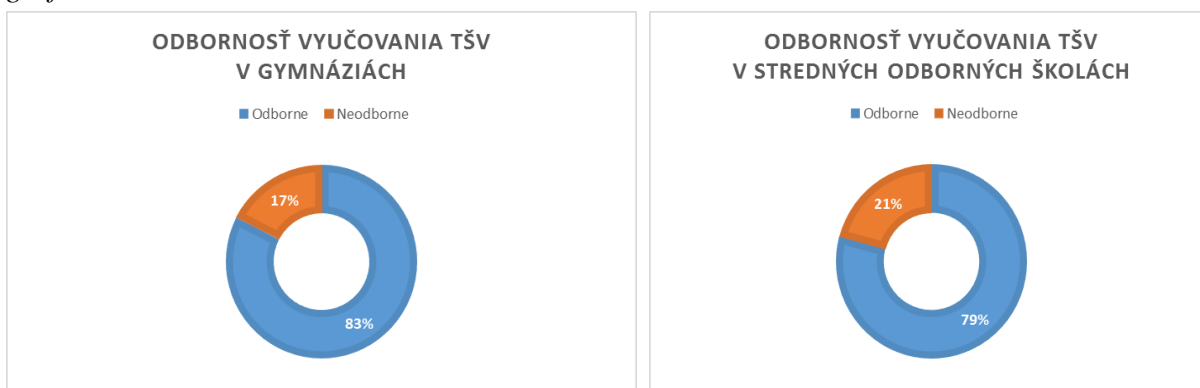 ODBORNOSŤ VYUČOVANIA TŠV
V GYMNÁZIÁCH
Odborne Neodborne
17%
83%
ODBORNOSŤ VYUČOVANIA TŠV
V STREDNÝCH ODBORNÝCH ŠKOLÁCH
Odborne Neodborne
21%
79%